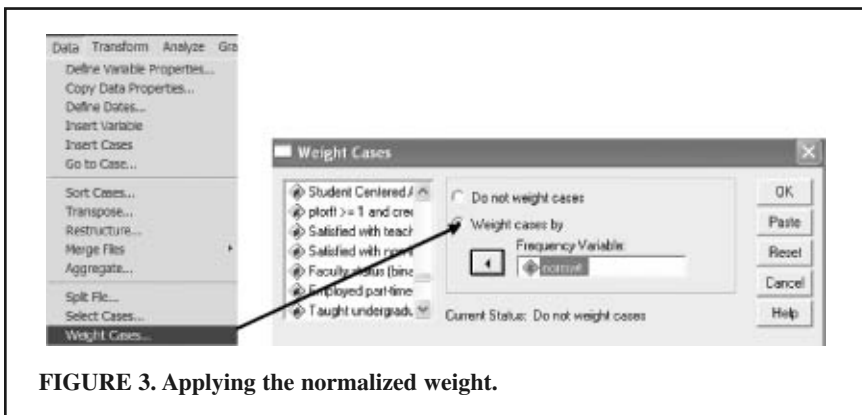 Data Transform Analyze Gra
Define Variable Properties...
Copy Data Properties...
Define Dates...
Insert Variable
Insert Cases
Go to Case...
Sort Cases...
Transpose...
Restructure...
Merge Files
Aggregate...
Split File...
Select Cases...
Weight Cases...
Weight Cases
Student Centered A
ptorft >= 1 and cre
Satisfied with teach
Satisfied with
Faculty status (bina
Employed part-time
Taught undergradu
Do not weight cases
Weight cases by
Frequency Variable:
Current Status: Do not weight cases
OK
Paste
Reset
Cancel
Help
FIGURE 3. Applying the normalized weight.